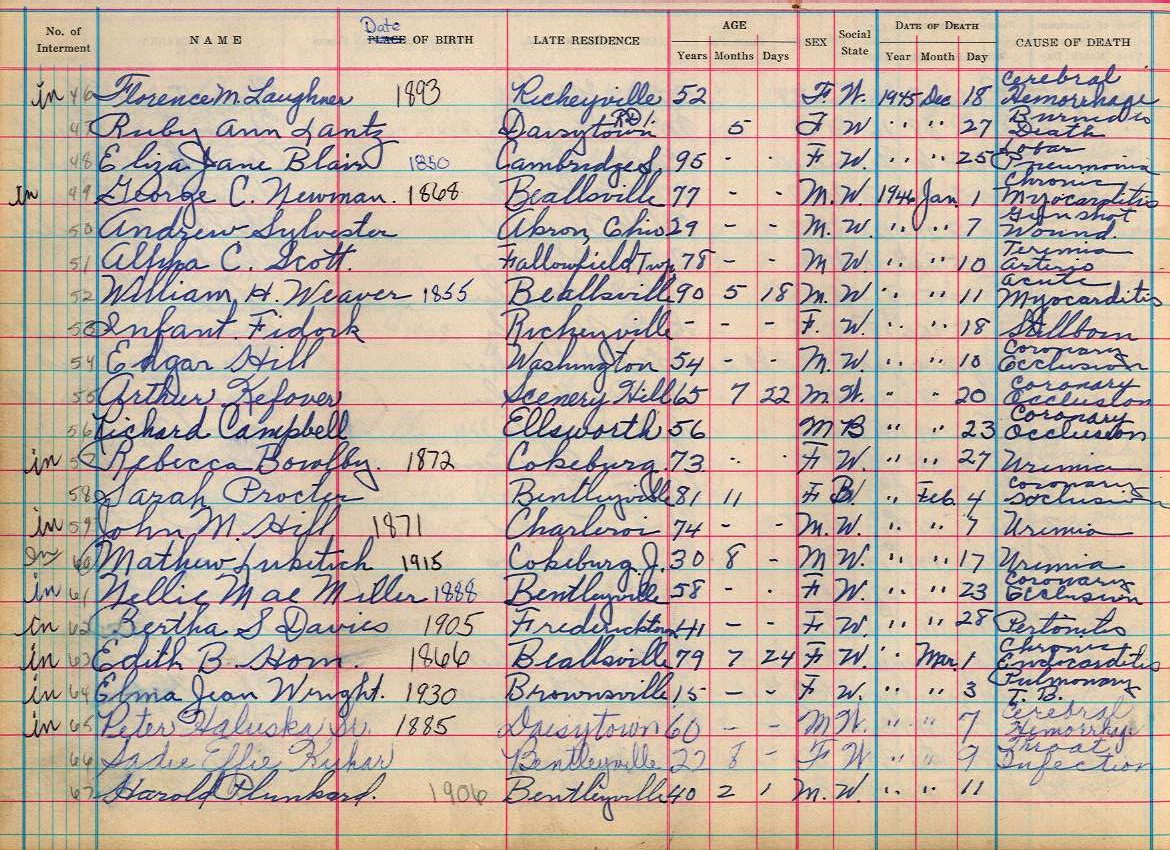 No. of Interment NAME Date PLACE OF BIRTH LATE RESIDENCE AGE Years Months Days SEX Social State DATE OF DEATH Year Month Day CAUSE OF DEATH
in 46 Florence M. Laughner 1893 Richeyville 52 F. W. 1945 Dec 18 Cerebral Hemorrhage
47 Ruby Ann Lantz Daisytown RD 1. 5 F W " " 27 Burned to Death
48 Eliza Jane Blair 1850 Cambridge S. 95 - - F W. " " 25 Lobar Pneumonia
in 49 George C. Newman. 1868 Beallsville 77 - - M. W. 1946 Jan. 1 Chronic Myocarditis
50 Andrew Sylvester Akron, Ohio 29 - - M. W. " " 7 Gunshot Wound.
51 C. Scott. Fallowfield Twp. 78 - - M W. " " 10
52 William H. Weaver 1855 Beallsville 90 5 18 M. W " " 11 acute Myocarditis
53 Infant Fidork Richeyville - - - F. W. " " 18 Stillborn
54 Edgar Hill Washington 54 - - M. W. " " 10 Coronary Occlusion
55 Arthur Kefover Scenery Hill 65 7 22 M. W. " " 20 Coronary Occlusion
56 Richard Campbell Ellsworth 56 M B " " 23 Coronary Occlusion
in 57 Rebecca 1872 Cokeburg. 73 . . F W. " " 27 Uremia
58 Sarah Procter Bentleyville 81 11 F B " Feb. 4 Coronary Occlusion
in 59 John M. Hill 1871 Charleroi 74 - - M. W. " " 7 Uremia
in 60 Mathew Lukitich 1915 Cokeburg J. 30 8 - M W. " " 17 Uremia
in 61 Nellie Mae Miller 1888 Bentleyville 58 - . F W. " " 23 Coronary Occlusion
in 62 Bertha S Davies 1905 Fredericktown 41 - - F W. " " 28 Pertonitis
in 63 Edith B. Horn. 1866 Beallsville 79 7 24 F W. " Mar. 1 Chronic Endocarditis
in 64 Elma Jean Wright. 1930 Brownsville 15 - - F W. " " 3 Pulmonary T. B.
in 65 Peter Haluska Sr. 1885 Daisytown 60 - - M W. " " 7 Cerebral Hemorrhage
66 Sadie Effie Kuhar Bentleyville 27 8 - F W " " 9 Throat Infection
67 Harold Plunkard. 1906 Bentleyville 40 2 1 M. W. " " 11